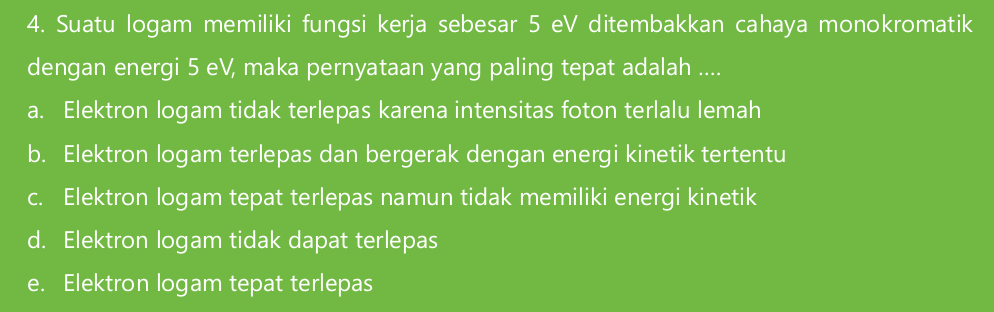 4. Suatu logam memiliki fungsi kerja sebesar 5 eV ditembakkan cahaya monokromatik
dengan energi 5 eV, maka pernyataan yang paling tepat adalah ....
a. Elektron logam tidak terlepas karena intensitas foton terlalu lemah
b. Elektron logam terlepas dan bergerak dengan energi kinetik tertentu
c. Elektron logam tepat terlepas namun tidak memiliki energi kinetik
d. Elektron logam tidak dapat terlepas
e. Elektron logam tepat terlepas